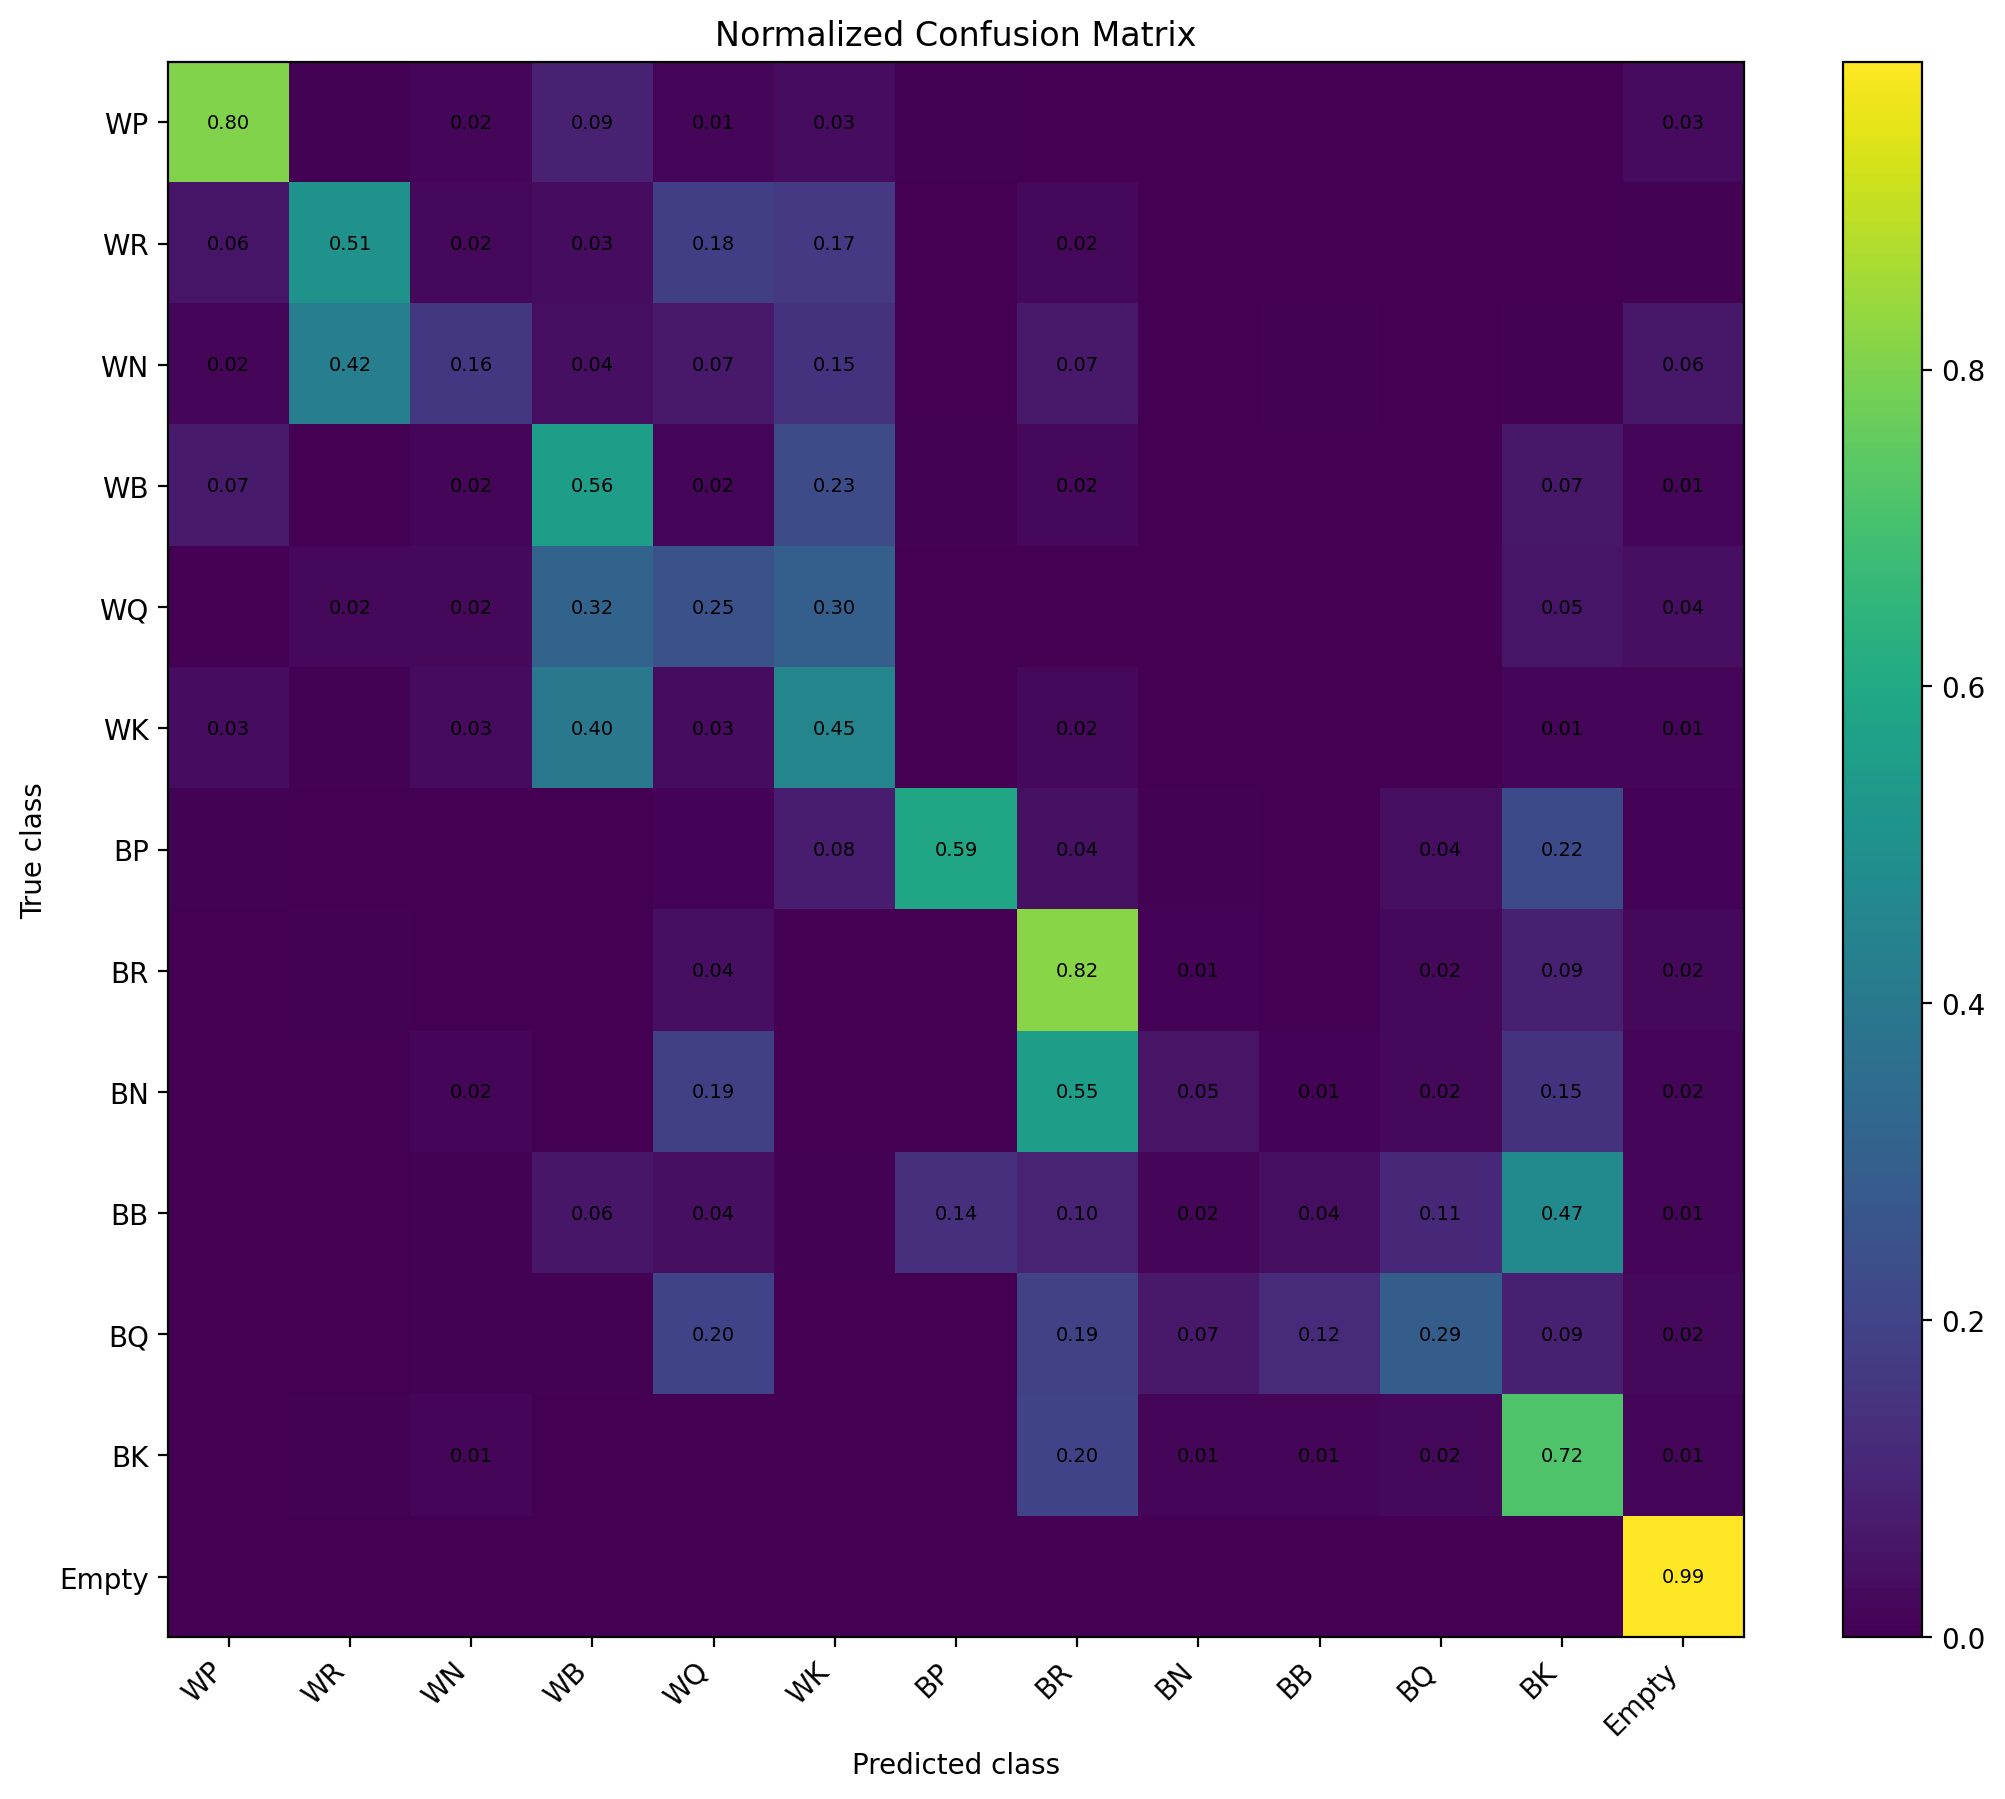 Normalized Confusion Matrix
WP 0.80 0.02 0.09 0.01 0.03 0.03
WR 0.06 0.51 0.02 0.03 0.18 0.17 0.02
WN 0.02 0.42 0.16 0.04 0.07 0.15 0.07 0.06
WB 0.07 0.02 0.56 0.02 0.23 0.02 0.07 0.01
WQ 0.02 0.02 0.32 0.25 0.30 0.05 0.04
WK 0.03 0.03 0.40 0.03 0.45 0.02 0.01 0.01
BP 0.08 0.59 0.04 0.04 0.22
BR 0.04 0.82 0.01 0.02 0.09 0.02
BN 0.02 0.19 0.55 0.05 0.01 0.02 0.15 0.02
BB 0.06 0.04 0.14 0.10 0.02 0.04 0.11 0.47 0.01
BQ 0.20 0.19 0.07 0.12 0.29 0.09 0.02
BK 0.01 0.20 0.01 0.01 0.02 0.72 0.01
Empty 0.99
WP WR WN WB WQ WK BP BR BN BB BQ BK Empty
Predicted class
True class
0.8
0.6
0.4
0.2
0.0